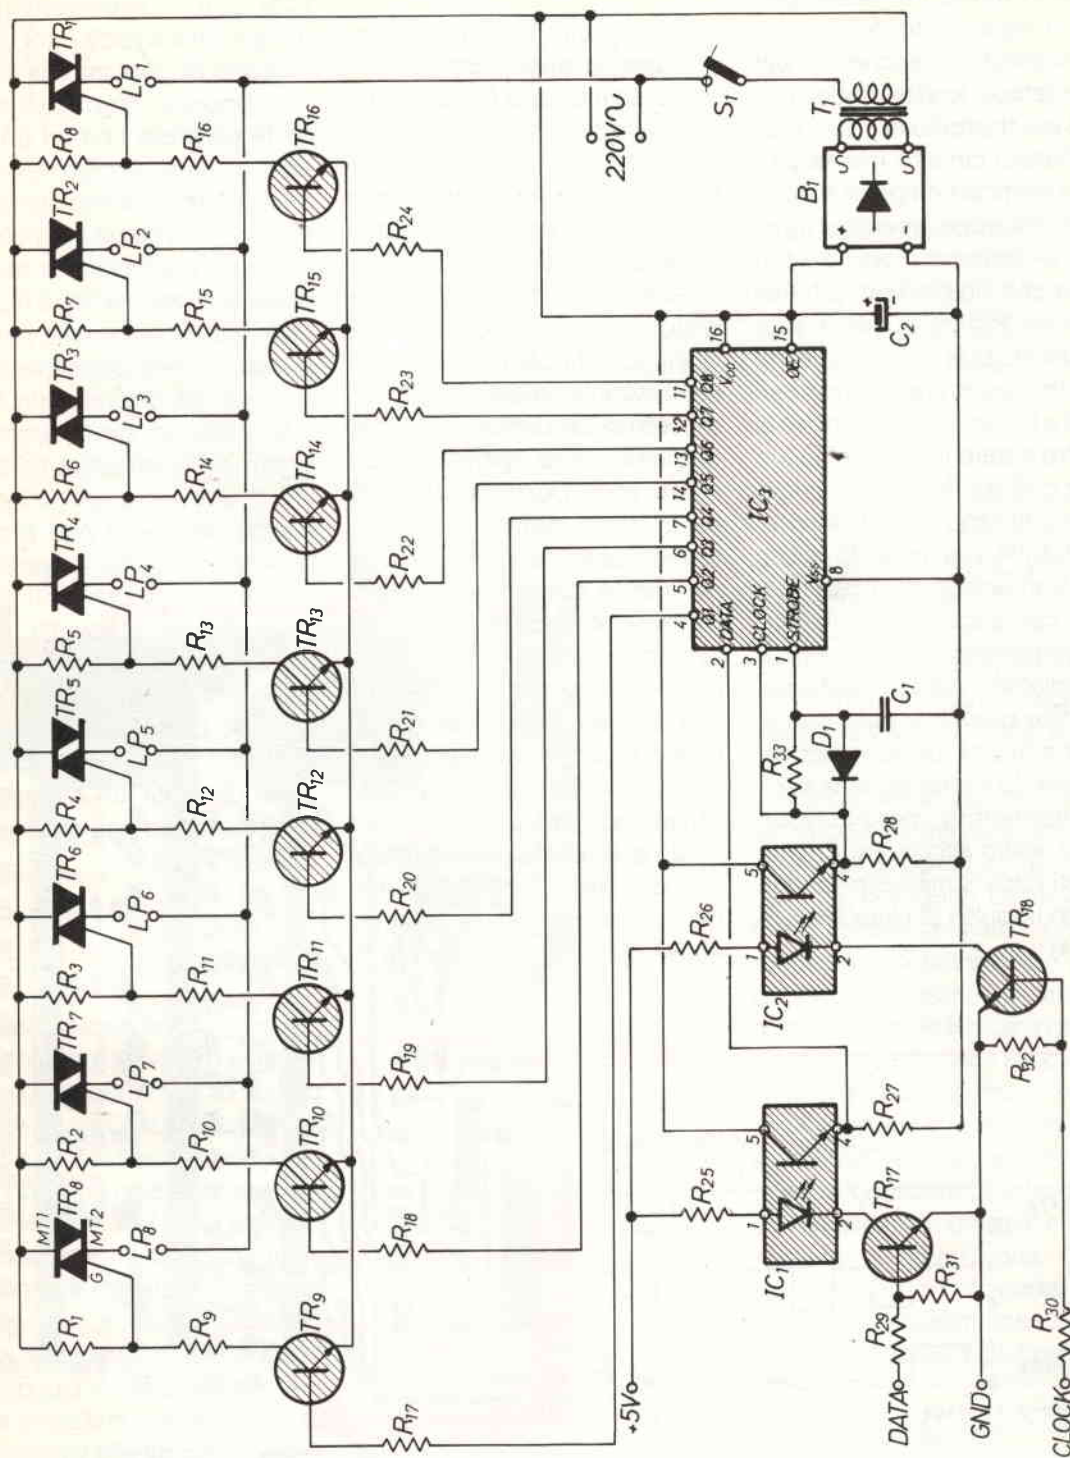 R1 G MT1 TR8 MT2 R2 TR7 R3 TR6 R4 TR5 R5 TR4 R6 TR3 R7 TR2 R8 TR1
LP8 LP7 LP6 LP5 LP4 LP3 LP2 LP1
R9 R10 R11 R12 R13 R14 R15 R16
TR9 TR10 TR11 TR12 TR13 TR14 TR15 TR16
R17 R18 R19 R20 R21 R22 R23 R24
220V~
+5V
R25 R26
4 5 6 7 14 13 12 11
Q1 Q2 Q3 Q4 Q5 Q6 Q7 Q8
2 DATA
3 CLOCK
1 STROBE
IC3
16 VDD
15 OE
VSS 8
S1
T1
B1
S S
+
+ -
C2
R33
D1
C1
1 5
IC1
2 4
1 5
IC2
2 4
R27
R28
TR17
TR18
R29
R31
R32
R30
DATA
GND
CLOCK